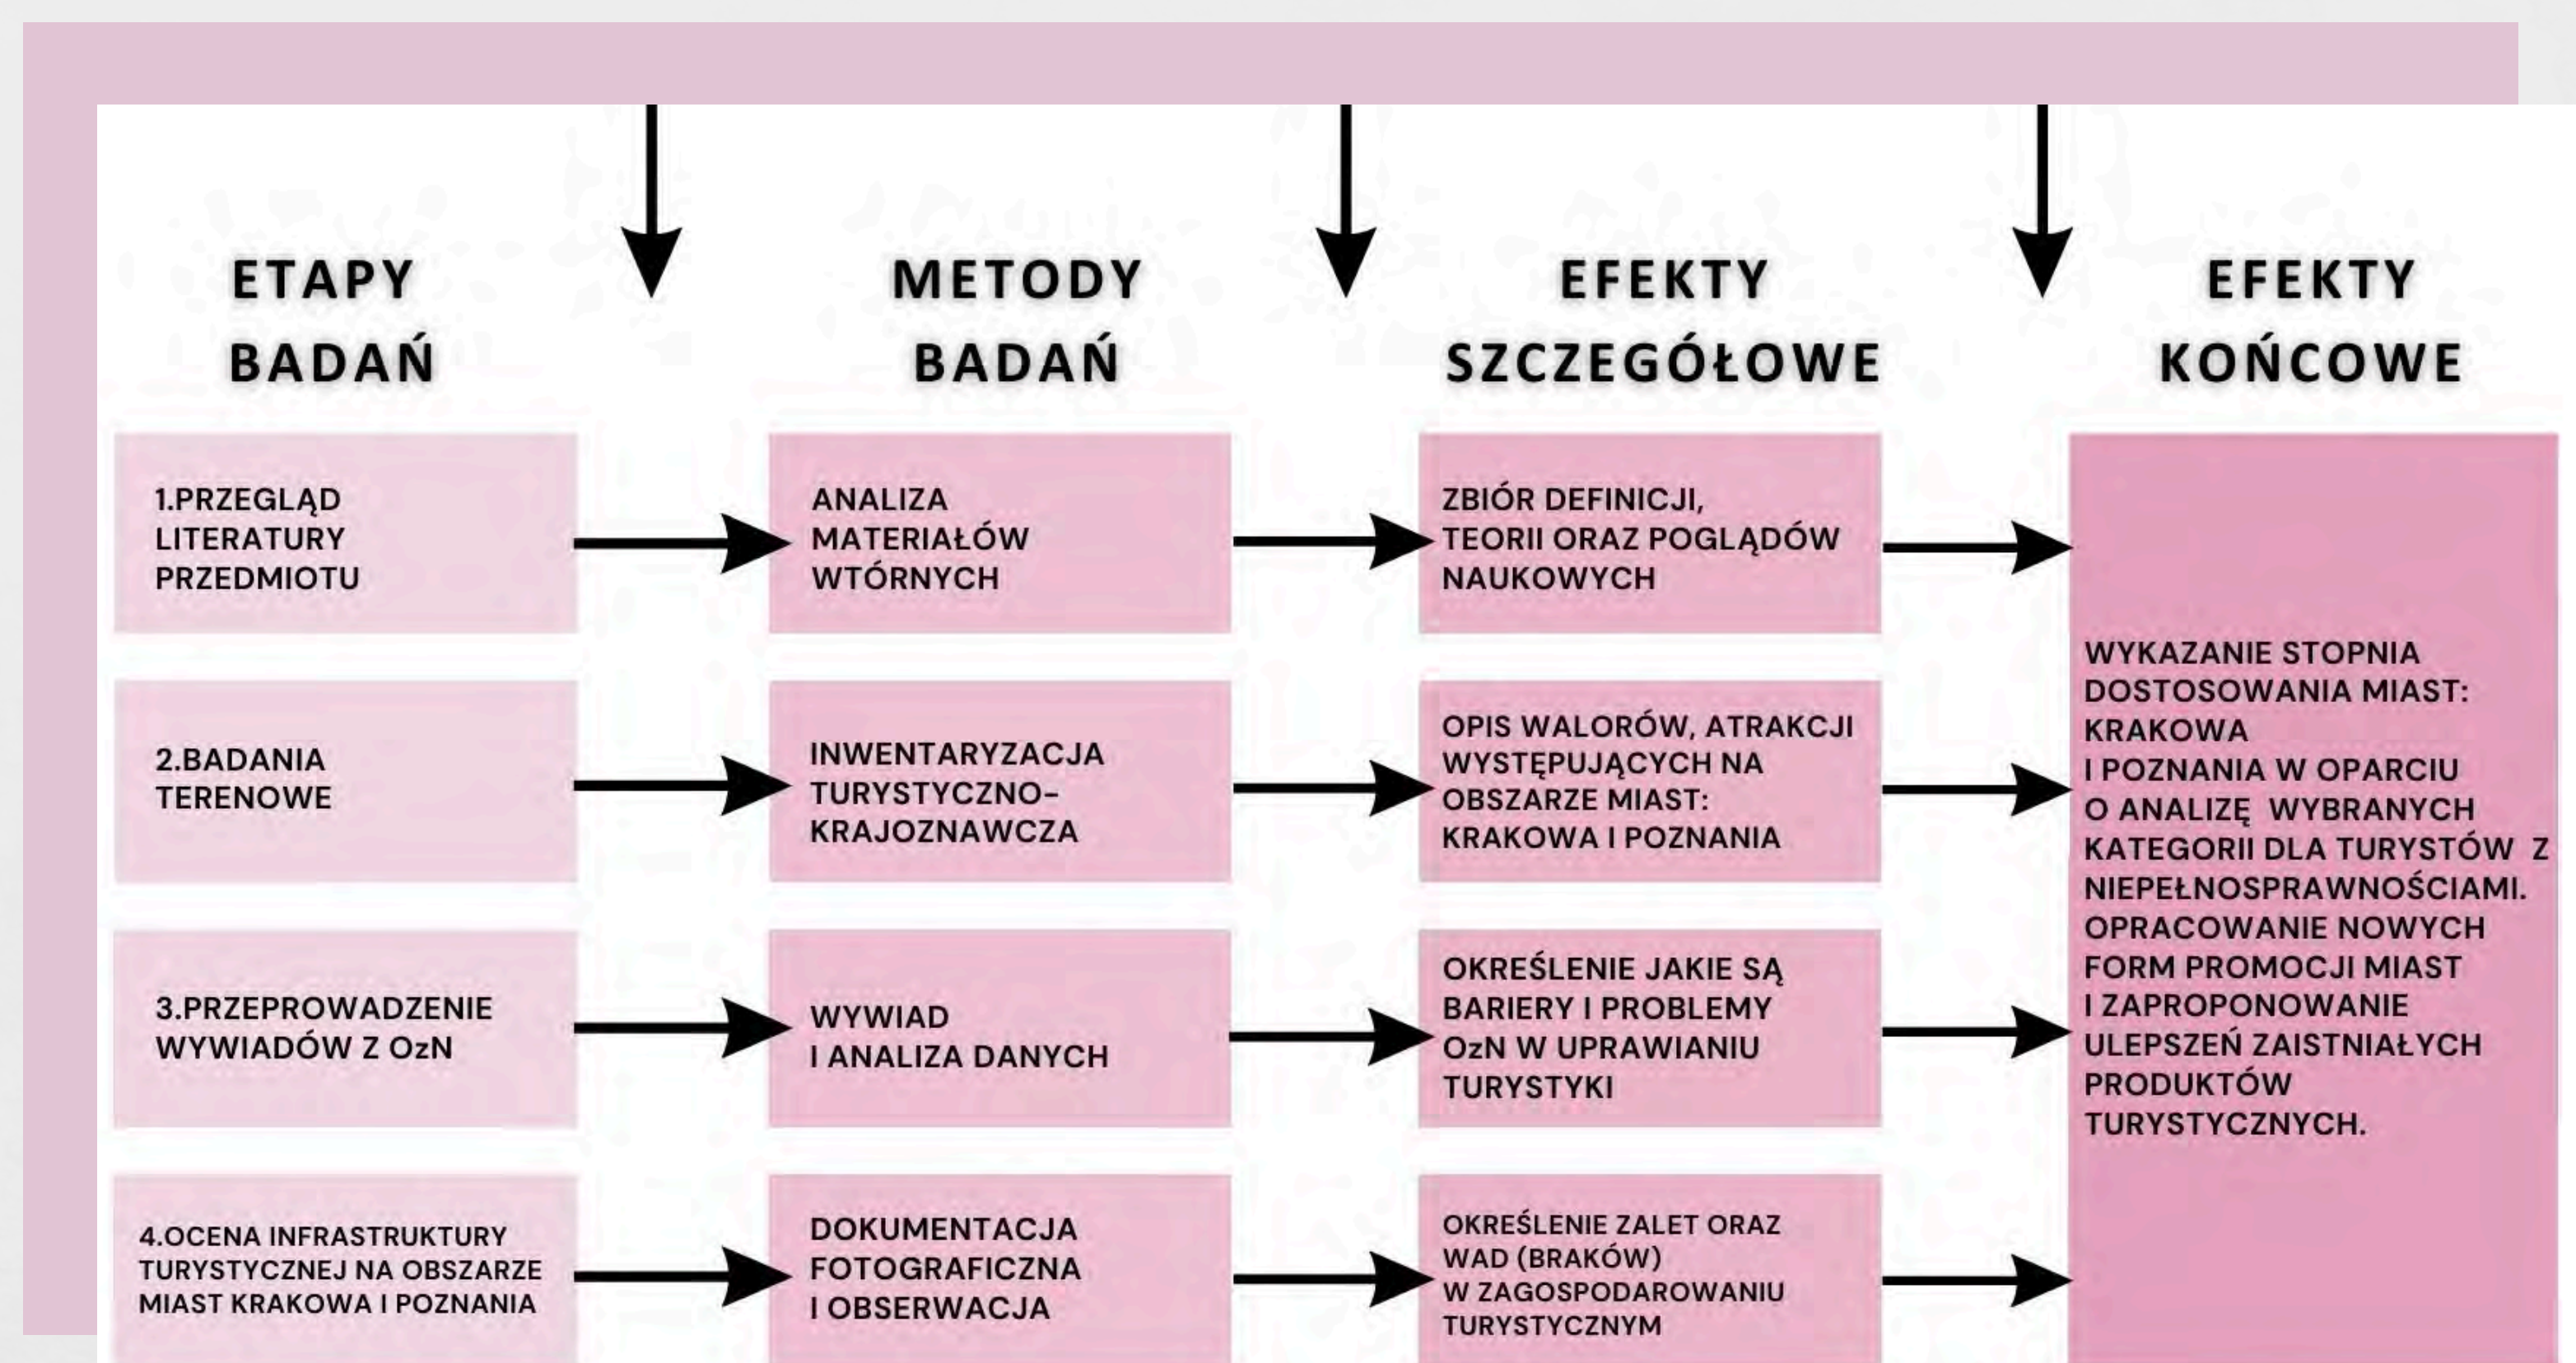 ETAPY
BADAŃ
METODY
BADAŃ
EFEKTY
SZCZEGÓŁOWE
EFEKTY
KOŃCOWE
1.PRZEGLĄD
LITERATURY
PRZEDMIOTU
ANALIZA
MATERIAŁÓW
WTÓRNYCH
ZBIÓR DEFINICJI,
TEORII ORAZ POGLĄDÓW
NAUKOWYCH
2.BADANIA
TERENOWE
INWENTARYZACJA
TURYSTYCZNO-
KRAJOZNAWCZA
OPIS WALORÓW, ATRAKCJI
WYSTĘPUJĄCYCH NA
OBSZARZE MIAST:
KRAKOWA I POZNANIA
3.PRZEPROWADZENIE
WYWIADÓW Z OzN
WYWIAD
I ANALIZA DANYCH
OKREŚLENIE JAKIE SĄ
BARIERY I PROBLEMY
OzN W UPRAWIANIU
TURYSTYKI
4.OCENA INFRASTRUKTURY
TURYSTYCZNEJ NA OBSZARZE
MIAST KRAKOWA I POZNANIA
DOKUMENTACJA
FOTOGRAFICZNA
I OBSERWACJA
OKREŚLENIE ZALET ORAZ
WAD (BRAKÓW)
W ZAGOSPODAROWANIU
TURYSTYCZNYM
WYKAZANIE STOPNIA
DOSTOSOWANIA MIAST:
KRAKOWA
I POZNANIA W OPARCIU
O ANALIZĘ  WYBRANYCH
KATEGORII DLA TURYSTÓW  Z
NIEPEŁNOSPRAWNOŚCIAMI.
OPRACOWANIE NOWYCH
FORM PROMOCJI MIAST
I ZAPROPONOWANIE
ULEPSZEŃ ZAISTNIAŁYCH
PRODUKTÓW
TURYSTYCZNYCH.